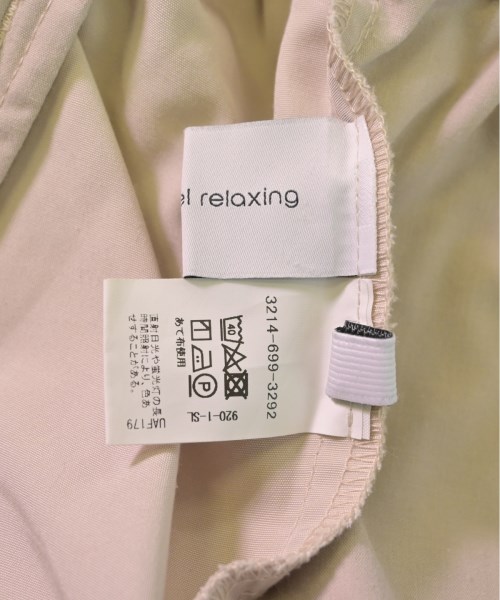 el relaxing
3214-699-3292
40
あて布使用
P
920-1-SL
直射日光や蛍光灯の長
時間照射により、色あ
せすることがある。
UAF179